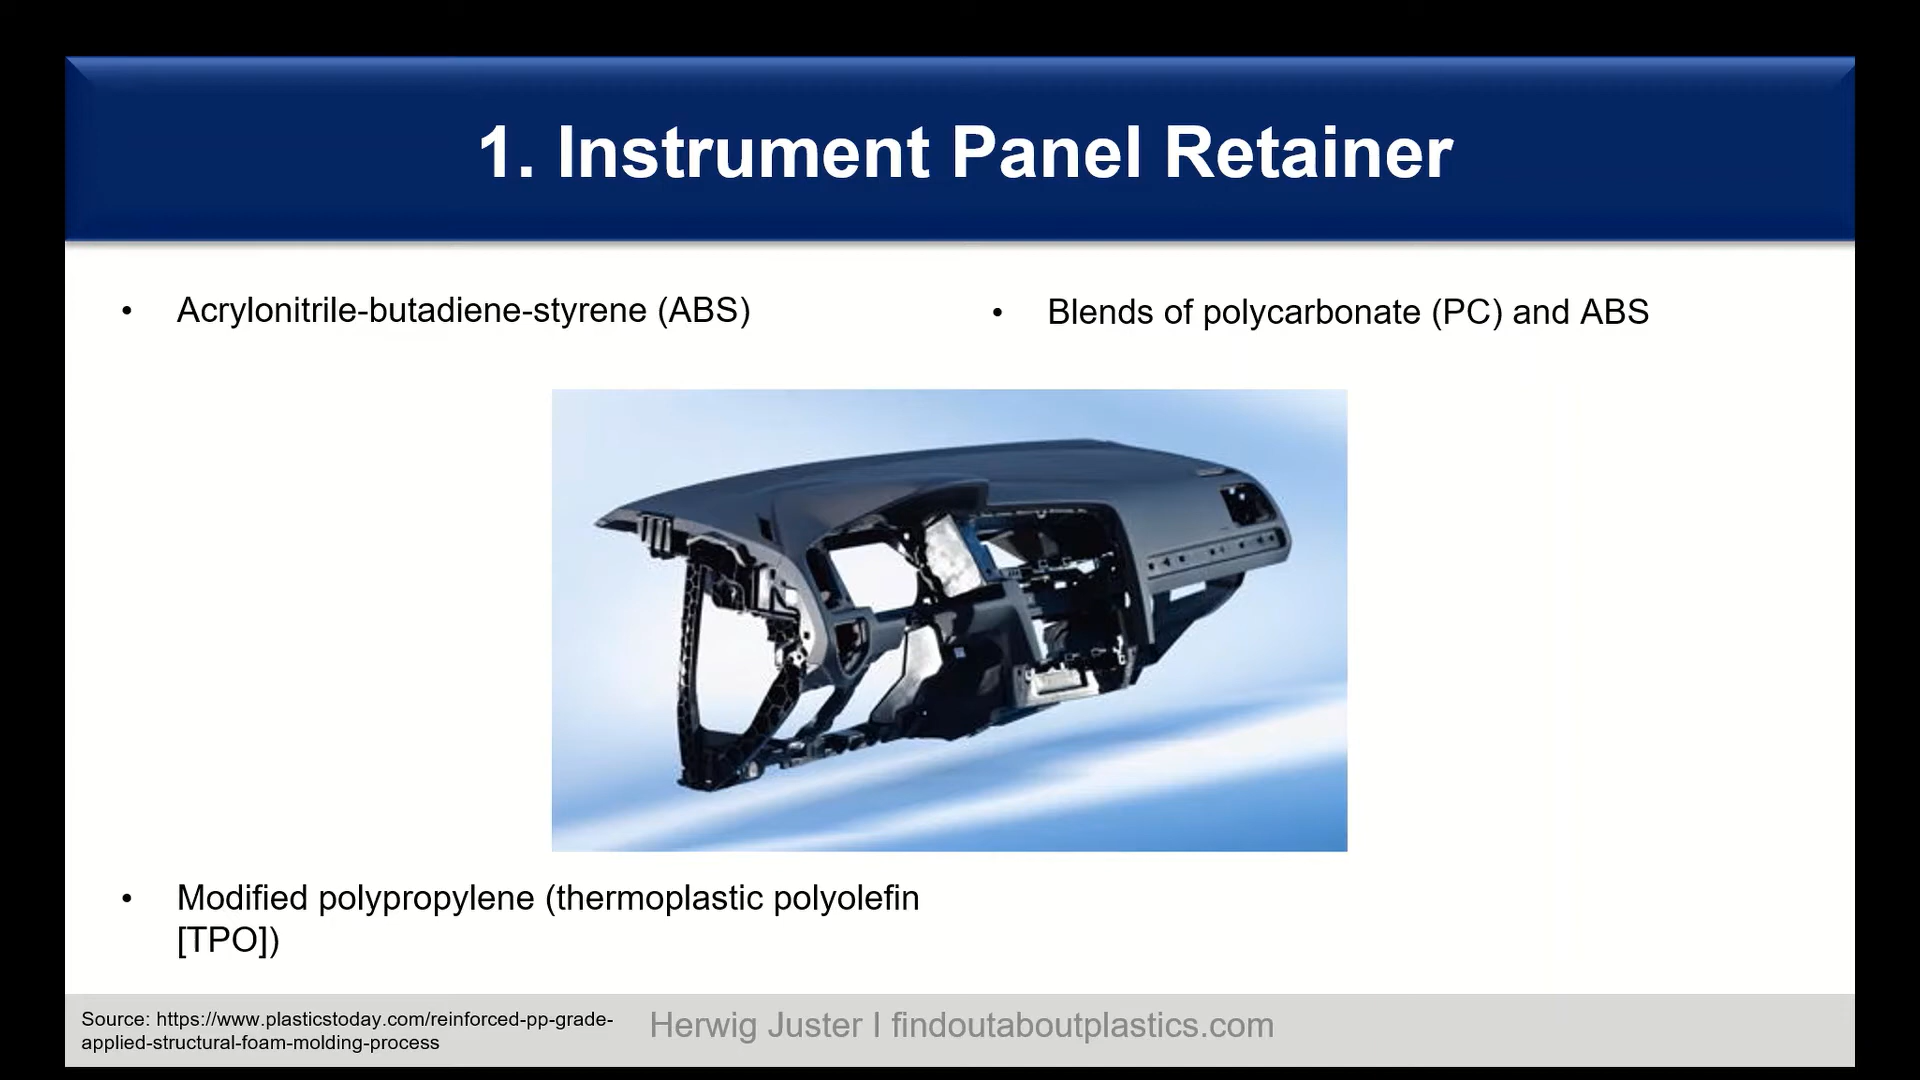 1. Instrument Panel Retainer
• Acrylonitrile-butadiene-styrene (ABS)
• Blends of polycarbonate (PC) and ABS
• Modified polypropylene (thermoplastic polyolefin
[TPO])
Source: https://www.plasticstoday.com/reinforced-pp-grade-
applied-structural-foam-molding-process
Herwig Juster I findoutaboutplastics.com